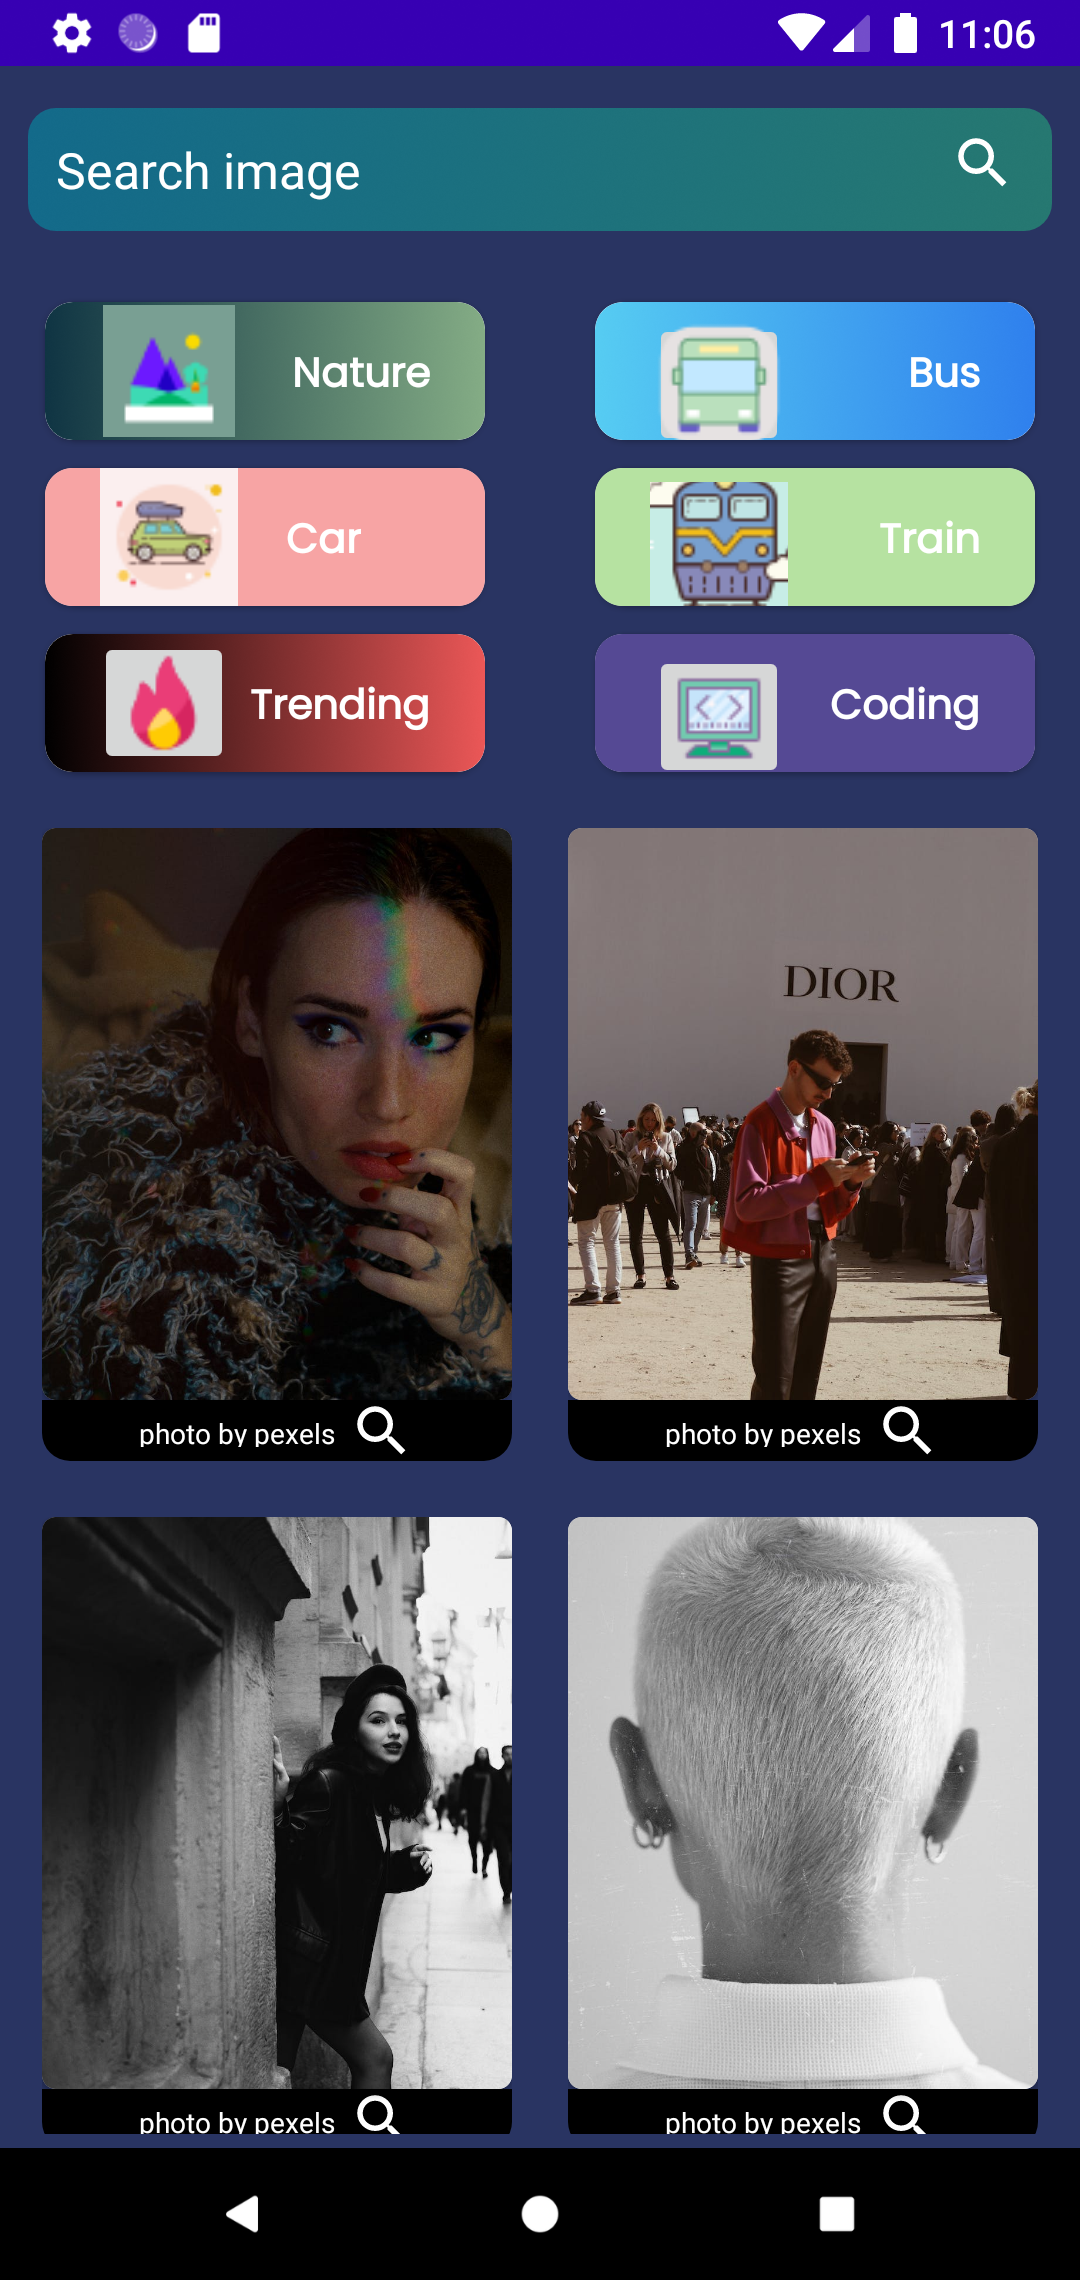 11:06
Search image
Nature
Bus
Car
Train
Trending
Coding
DIOR
photo by pexels
photo by pexels
photo by pexels
photo by pexels